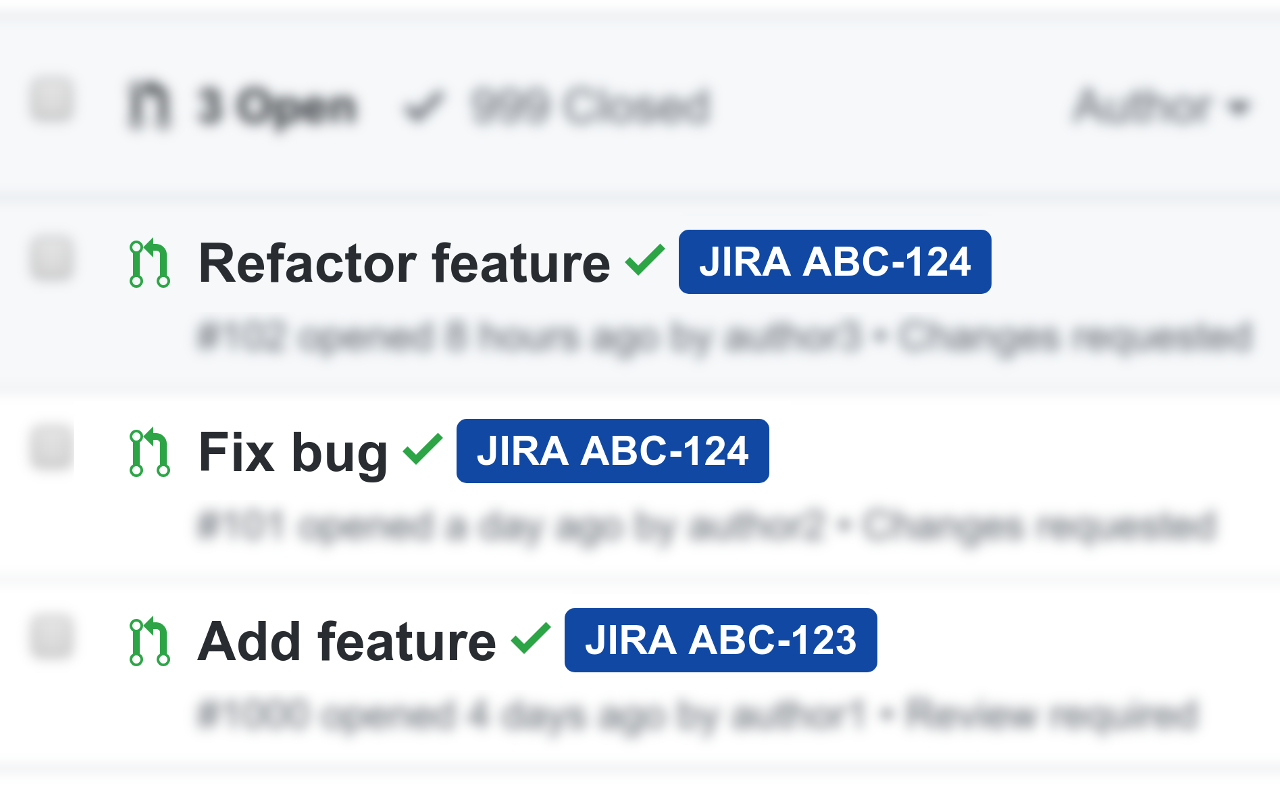 3 Open 999 Closed Author
Refactor feature JIRA ABC-124
#102 opened 8 hours ago by author3 • Changes requested
Fix bug JIRA ABC-124
#101 opened a day ago by author2 • Changes requested
Add feature JIRA ABC-123
#1000 opened 4 days ago by author1 • Review required